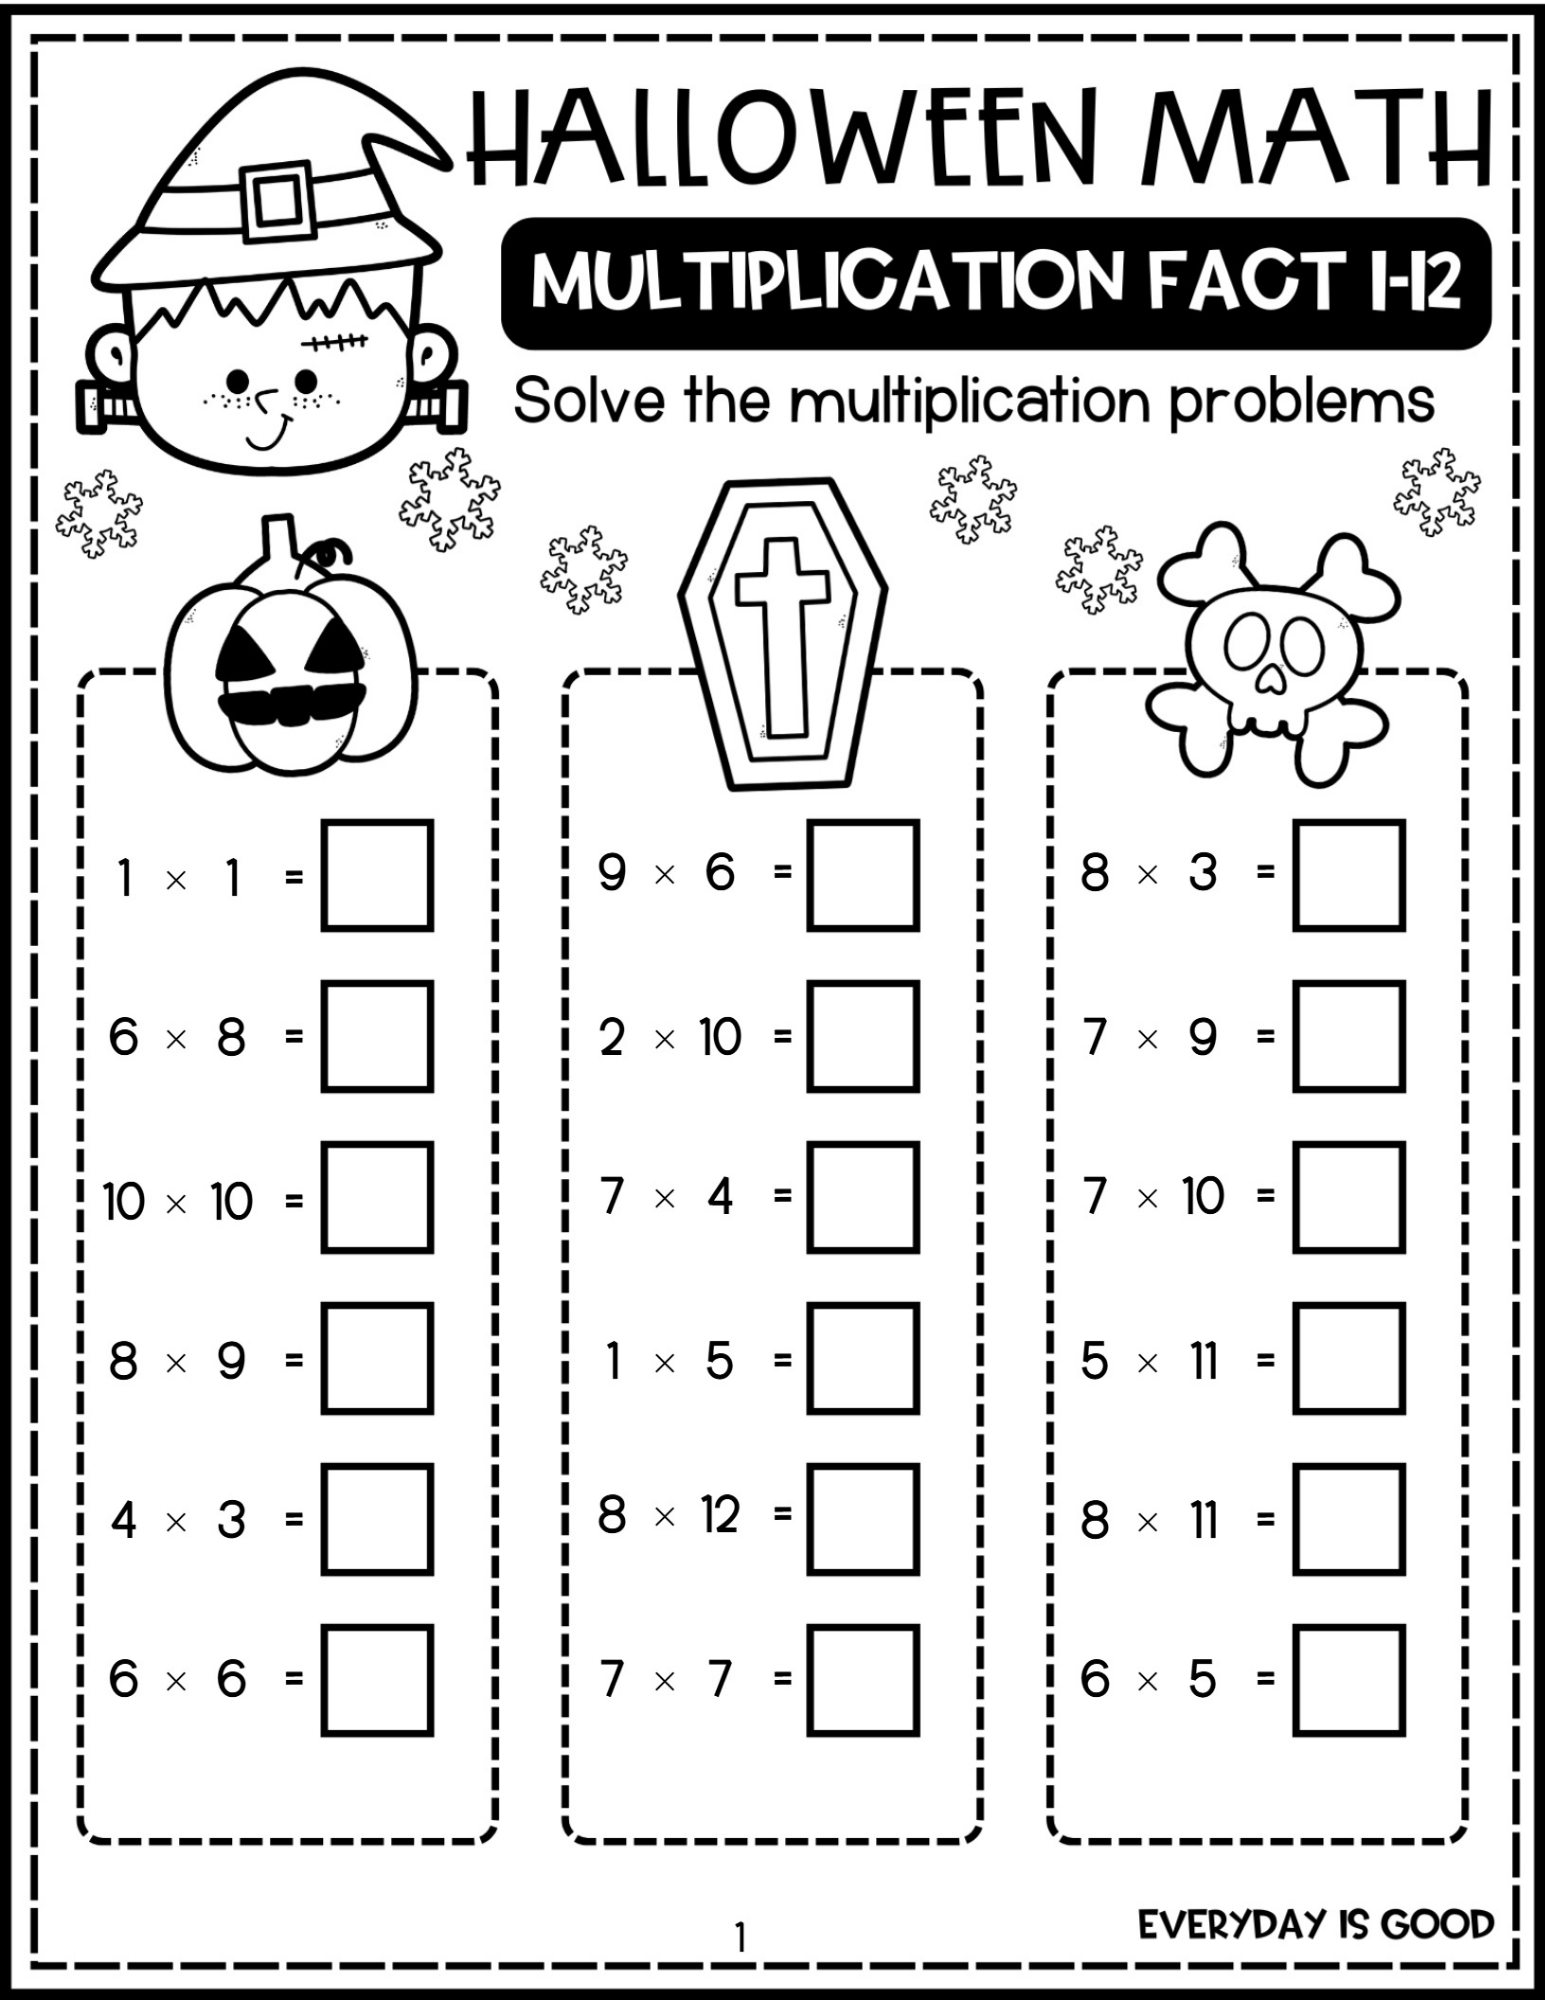 HALLOWEEN MATH
MULTIPLICATION FACT 1-12
Solve the multiplication problems
1 × 1 =
6 × 8 =
10 × 10 =
8 × 9 =
4 × 3 =
6 × 6 =
9 × 6 =
2 × 10 =
7 × 4 =
1 × 5 =
8 × 12 =
7 × 7 =
8 × 3 =
7 × 9 =
7 × 10 =
5 × 11 =
8 × 11 =
6 × 5 =
1
EVERYDAY IS GOOD